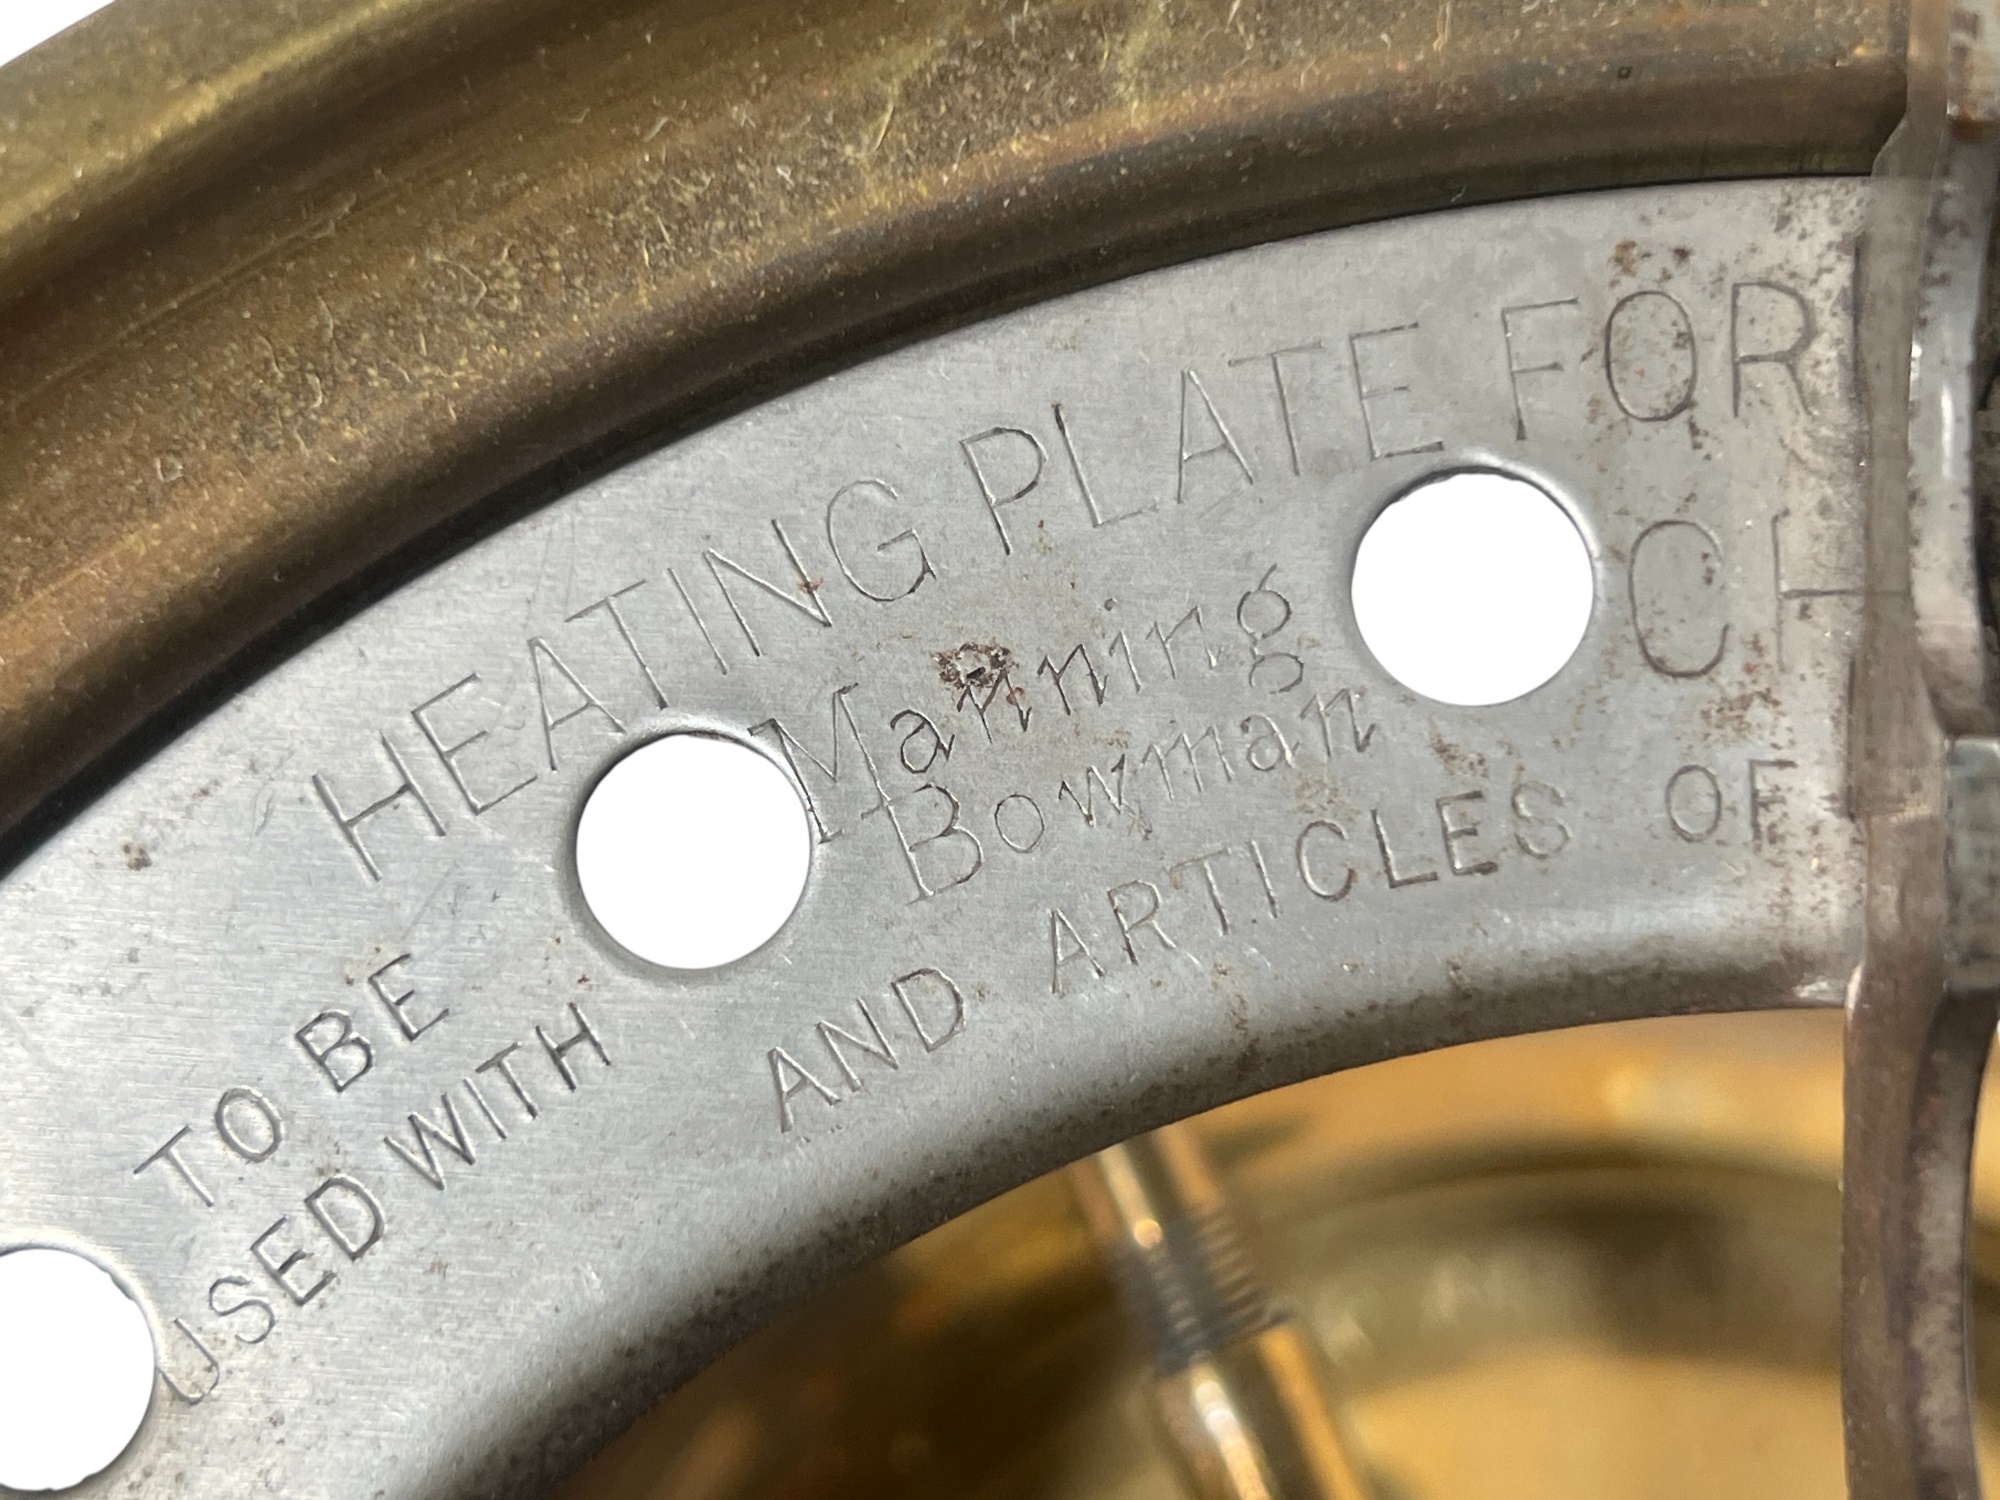 HEATING PLATE FOR
Manning
Bowman
CH
TO BE
USED WITH
AND ARTICLES OF